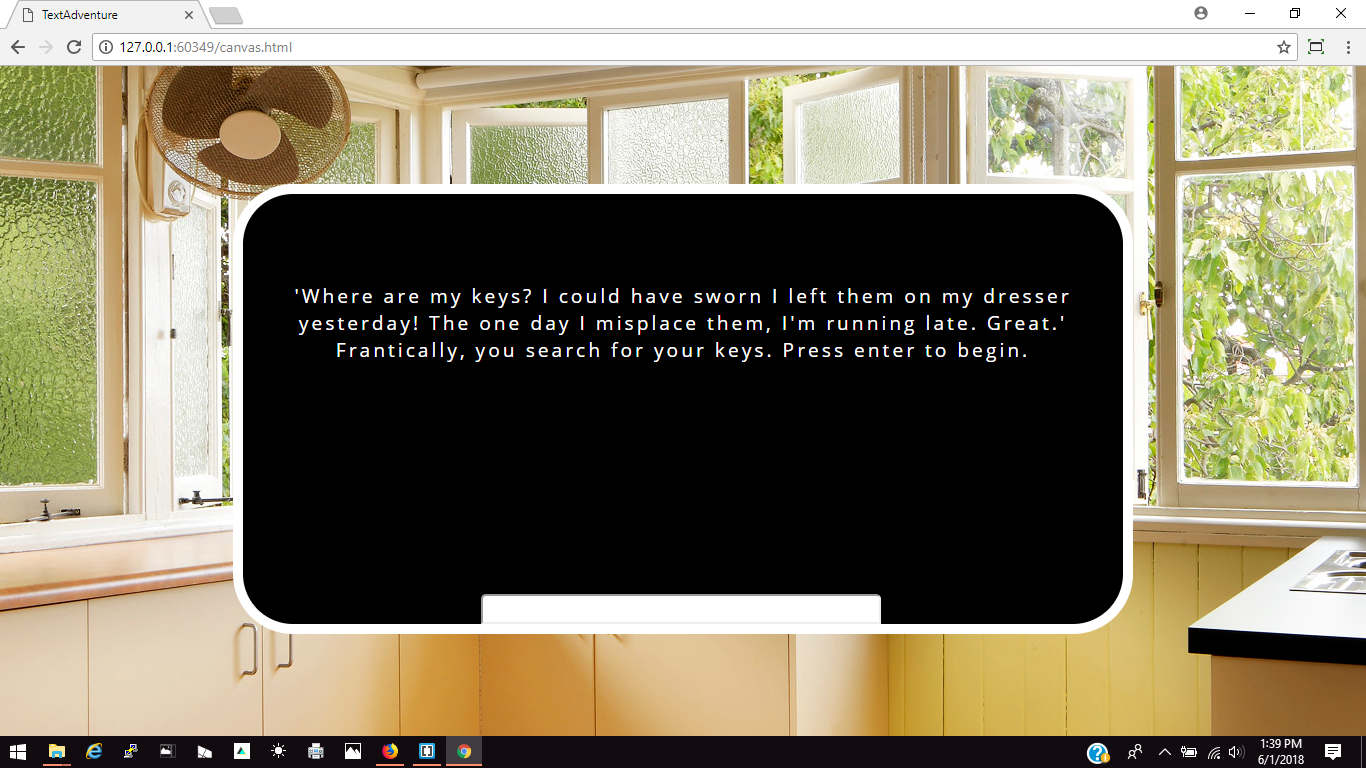 TextAdventure
127.0.0.1:60349/canvas.html
'Where are my keys? I could have sworn I left them on my dresser
yesterday! The one day I misplace them, I'm running late. Great.'
Frantically, you search for your keys. Press enter to begin.
1:39 PM
6/1/2018